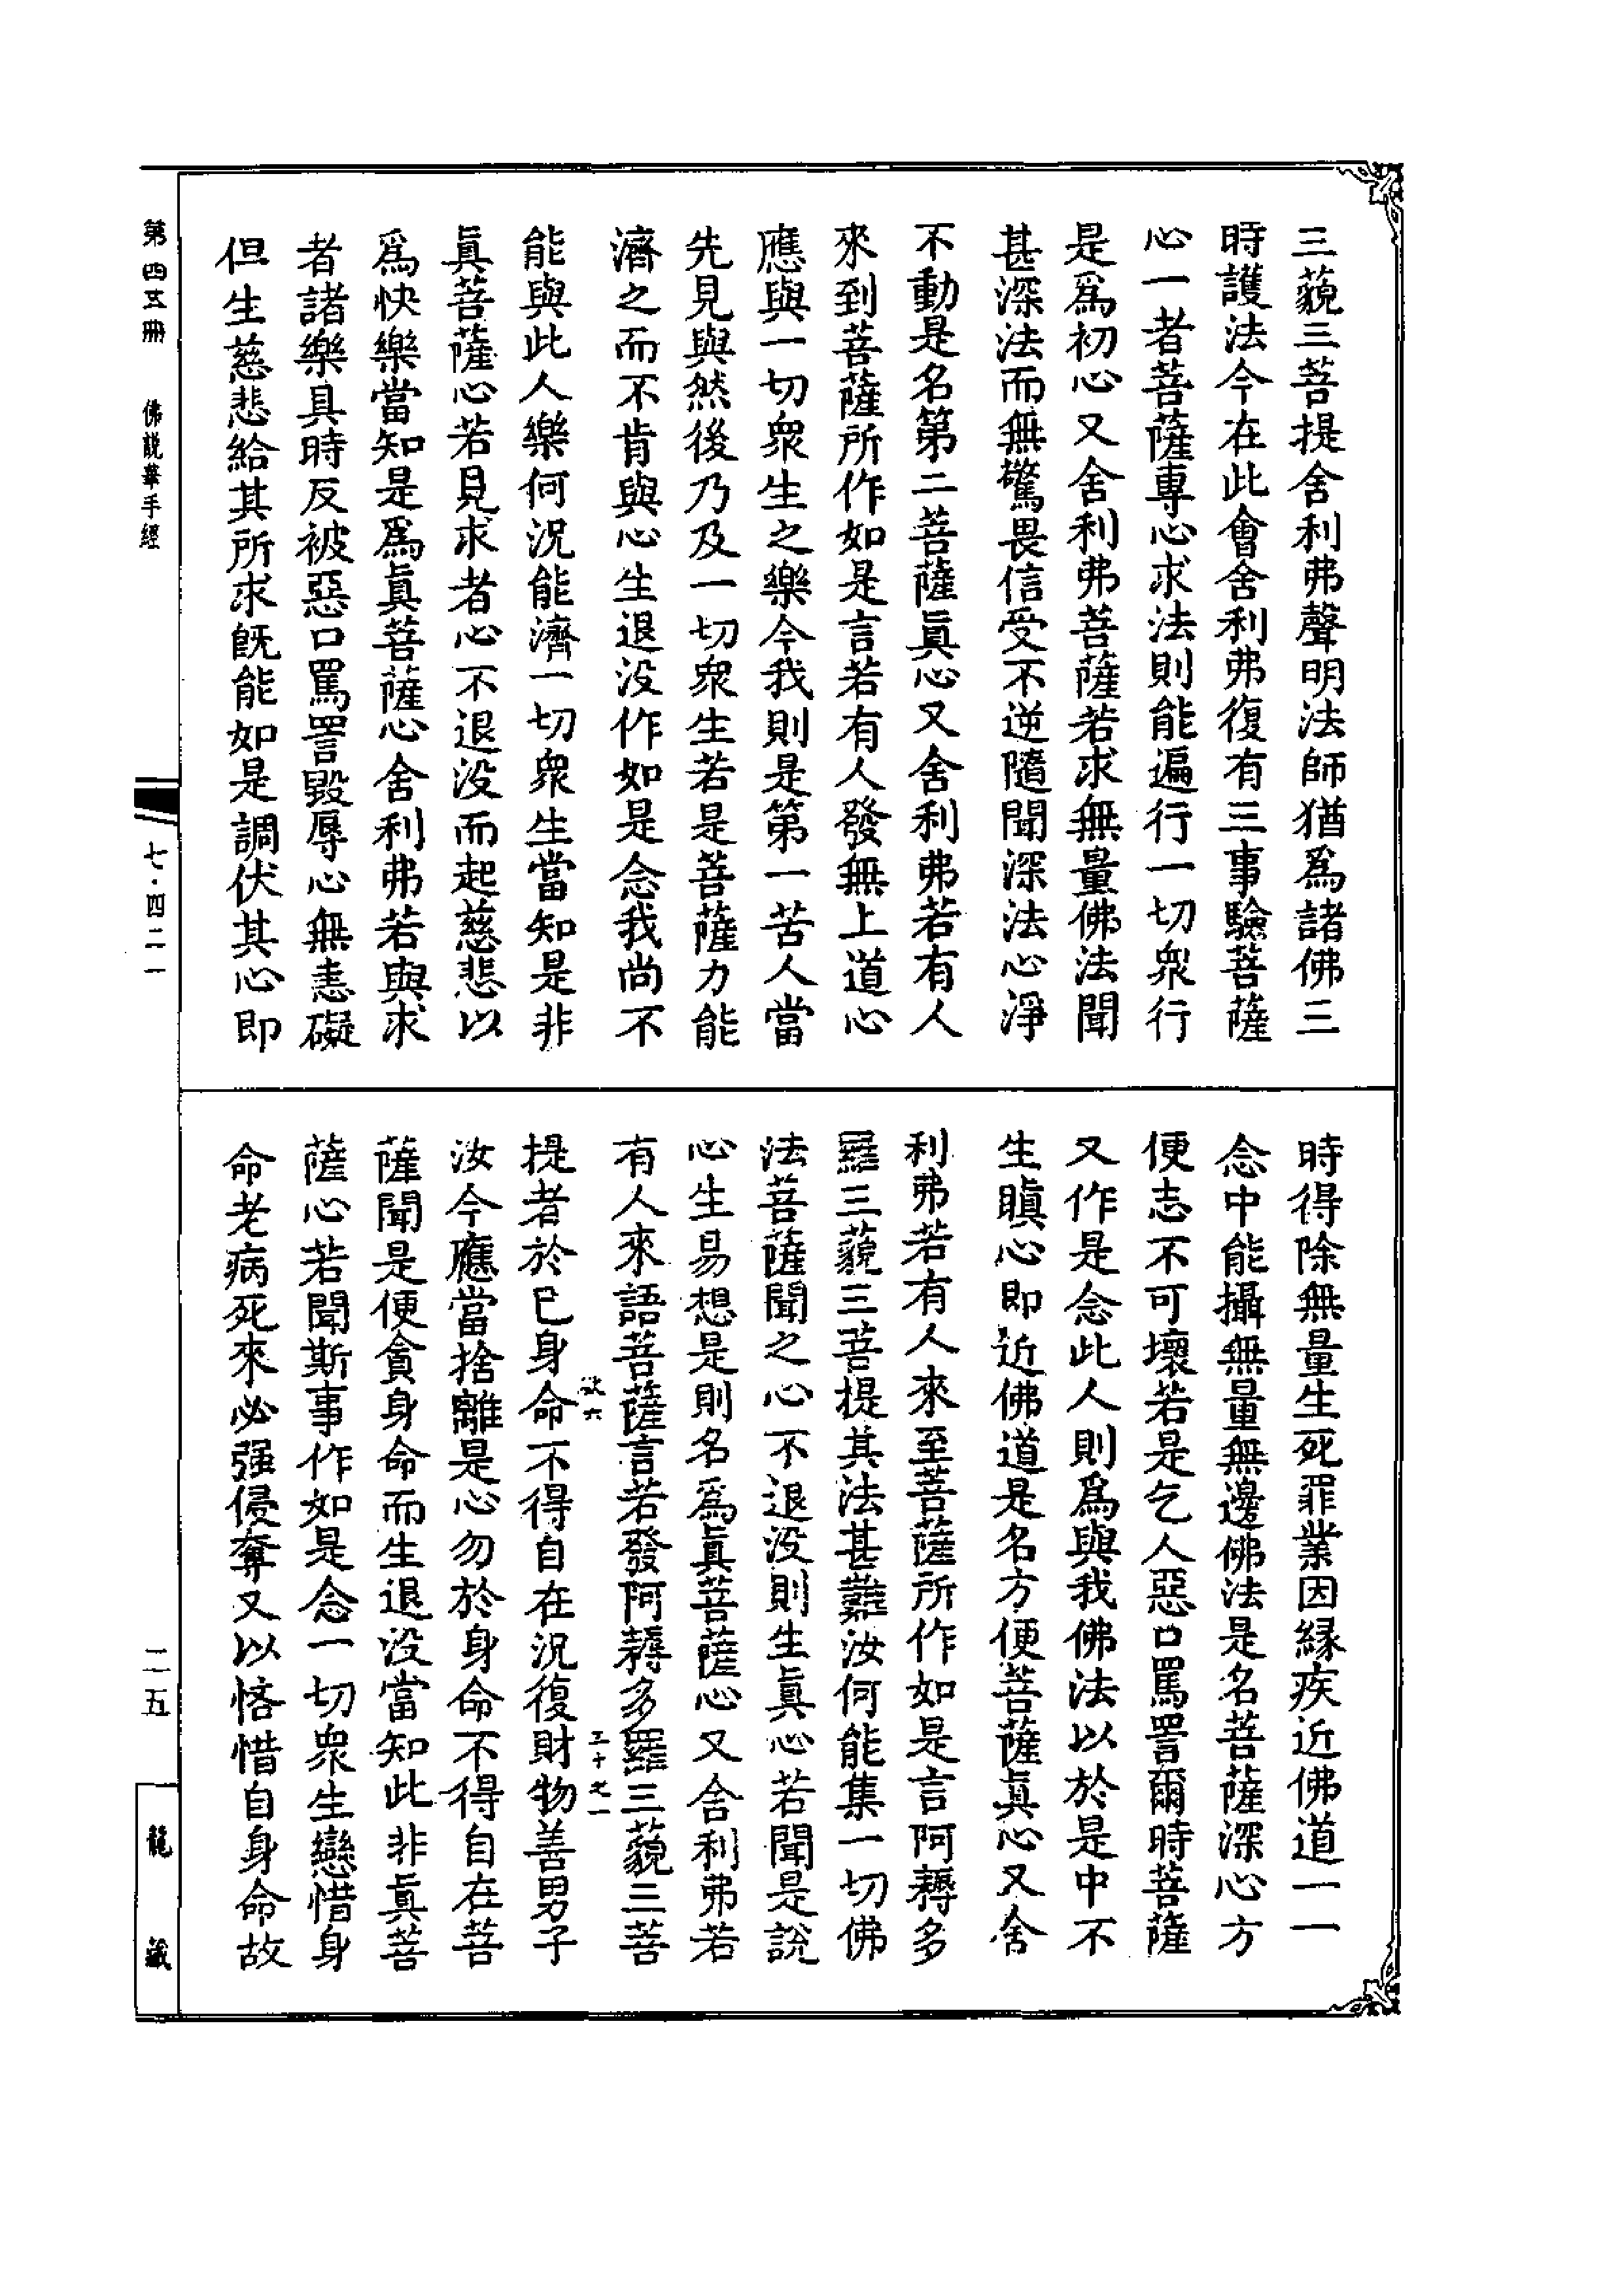 三藐三菩提舍利弗聲明法師猶爲諸佛三
時護法今在此會舍利弗復有三事驗菩薩
心一者菩薩專心求法則能遍行一切衆行
是爲初心又舍利弗菩薩若求無量佛法聞
甚深法而無驚畏信受不逆隨聞深法心淨
不動是名第二菩薩眞心又舍利弗若有人
來到菩薩所作如是言若有人發無上道心
應與一切衆生之樂今我則是第一苦人當
先見與然後乃及一切衆生若是菩薩力能
濟之而不肯與心生退没作如是念我尚不
能與此人樂何況能濟一切衆生當知是非
眞菩薩心若見求者心不退没而起慈悲以
爲快樂當知是爲眞菩薩心舍利弗若與求
者諸樂具時反被惡口罵詈毀辱心無恚礙
但生慈悲給其所求旣能如是調伏其心即
時得除無量生死罪業因緣疾近佛道一一
念中能攝無量無邊佛法是名菩薩深心方
便志不可壞若是乞人惡口罵詈爾時菩薩
又作是念此人則爲與我佛法以於是中不
生瞋心即近佛道是名方便菩薩眞心又舍
利弗若有人來至菩薩所作如是言阿耨多
羅三藐三菩提其法甚難汝何能集一切佛
法菩薩聞之心不退没則生眞心若聞是說
心生易想是則名爲眞菩薩心又舍利弗若
有人來語菩薩言若發阿耨多羅三藐三菩
提者於已身命不得自在況復財物善男子
汝今應當捨離是心勿於身命不得自在菩
薩聞是便貪身命而生退没當知此非眞菩
薩心若聞斯事作如是念一切衆生戀惜身
命老病死來必强侵奪又以悋惜自身命故
欲六
三十之一
第四五册
佛說華手經
七·四二一
二五
龍藏